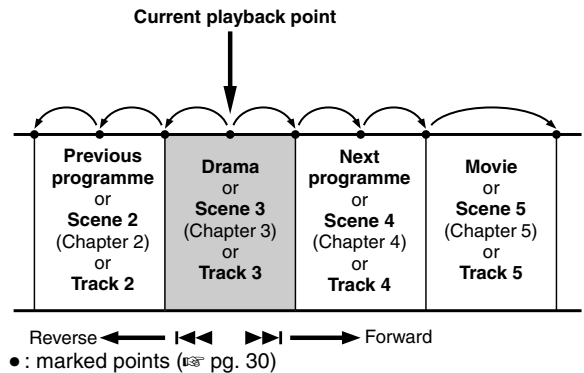 Current playback point
Previous
programme
or
Scene 2
(Chapter 2)
or
Track 2
Drama
or
Scene 3
(Chapter 3)
or
Track 3
Next
programme
or
Scene 4
(Chapter 4)
or
Track 4
Movie
or
Scene 5
(Chapter 5)
or
Track 5
Reverse Forward
● : marked points (☞ pg. 30)